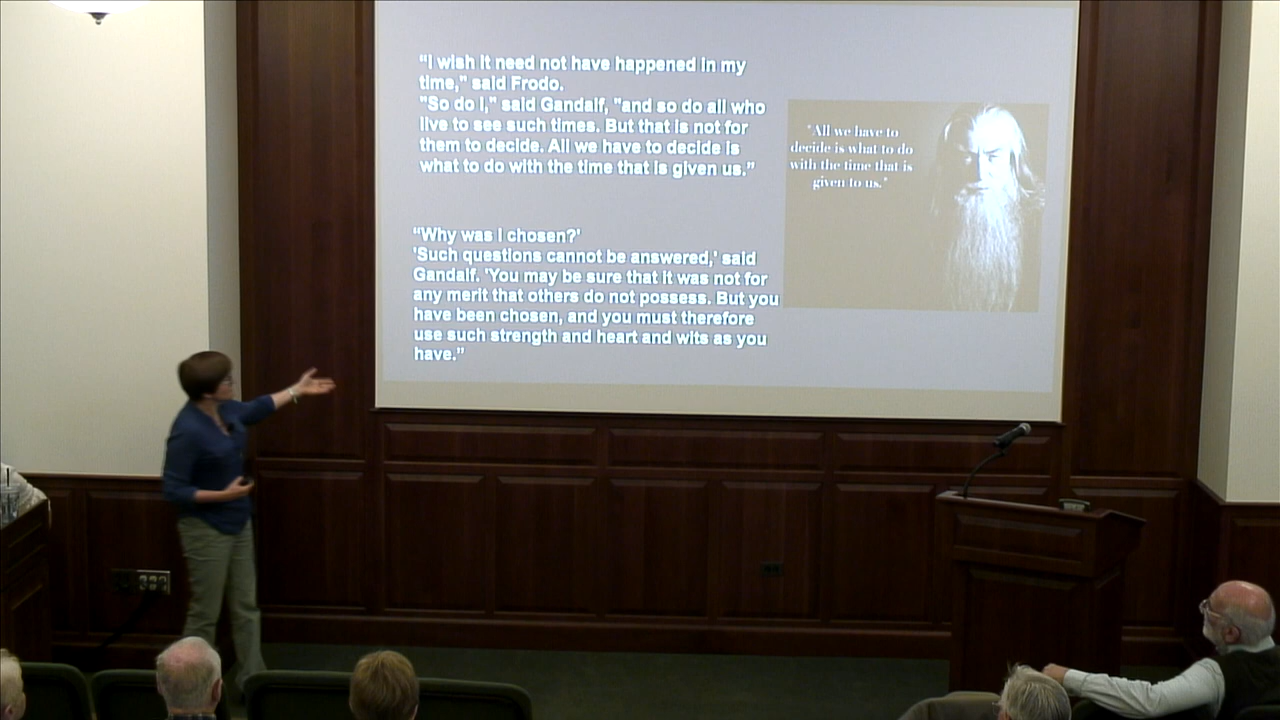 "I wish it need not have happened in my
time," said Frodo.
"So do I," said Gandalf, "and so do all who
live to see such times. But that is not for
them to decide. All we have to decide is
what to do with the time that is given us."
"Why was I chosen?'
'Such questions cannot be answered,' said
Gandalf. 'You may be sure that it was not for
any merit that others do not possess. But you
have been chosen, and you must therefore
use such strength and heart and wits as you
have."
"All we have to
decide is what to do
with the time that is
given to us."